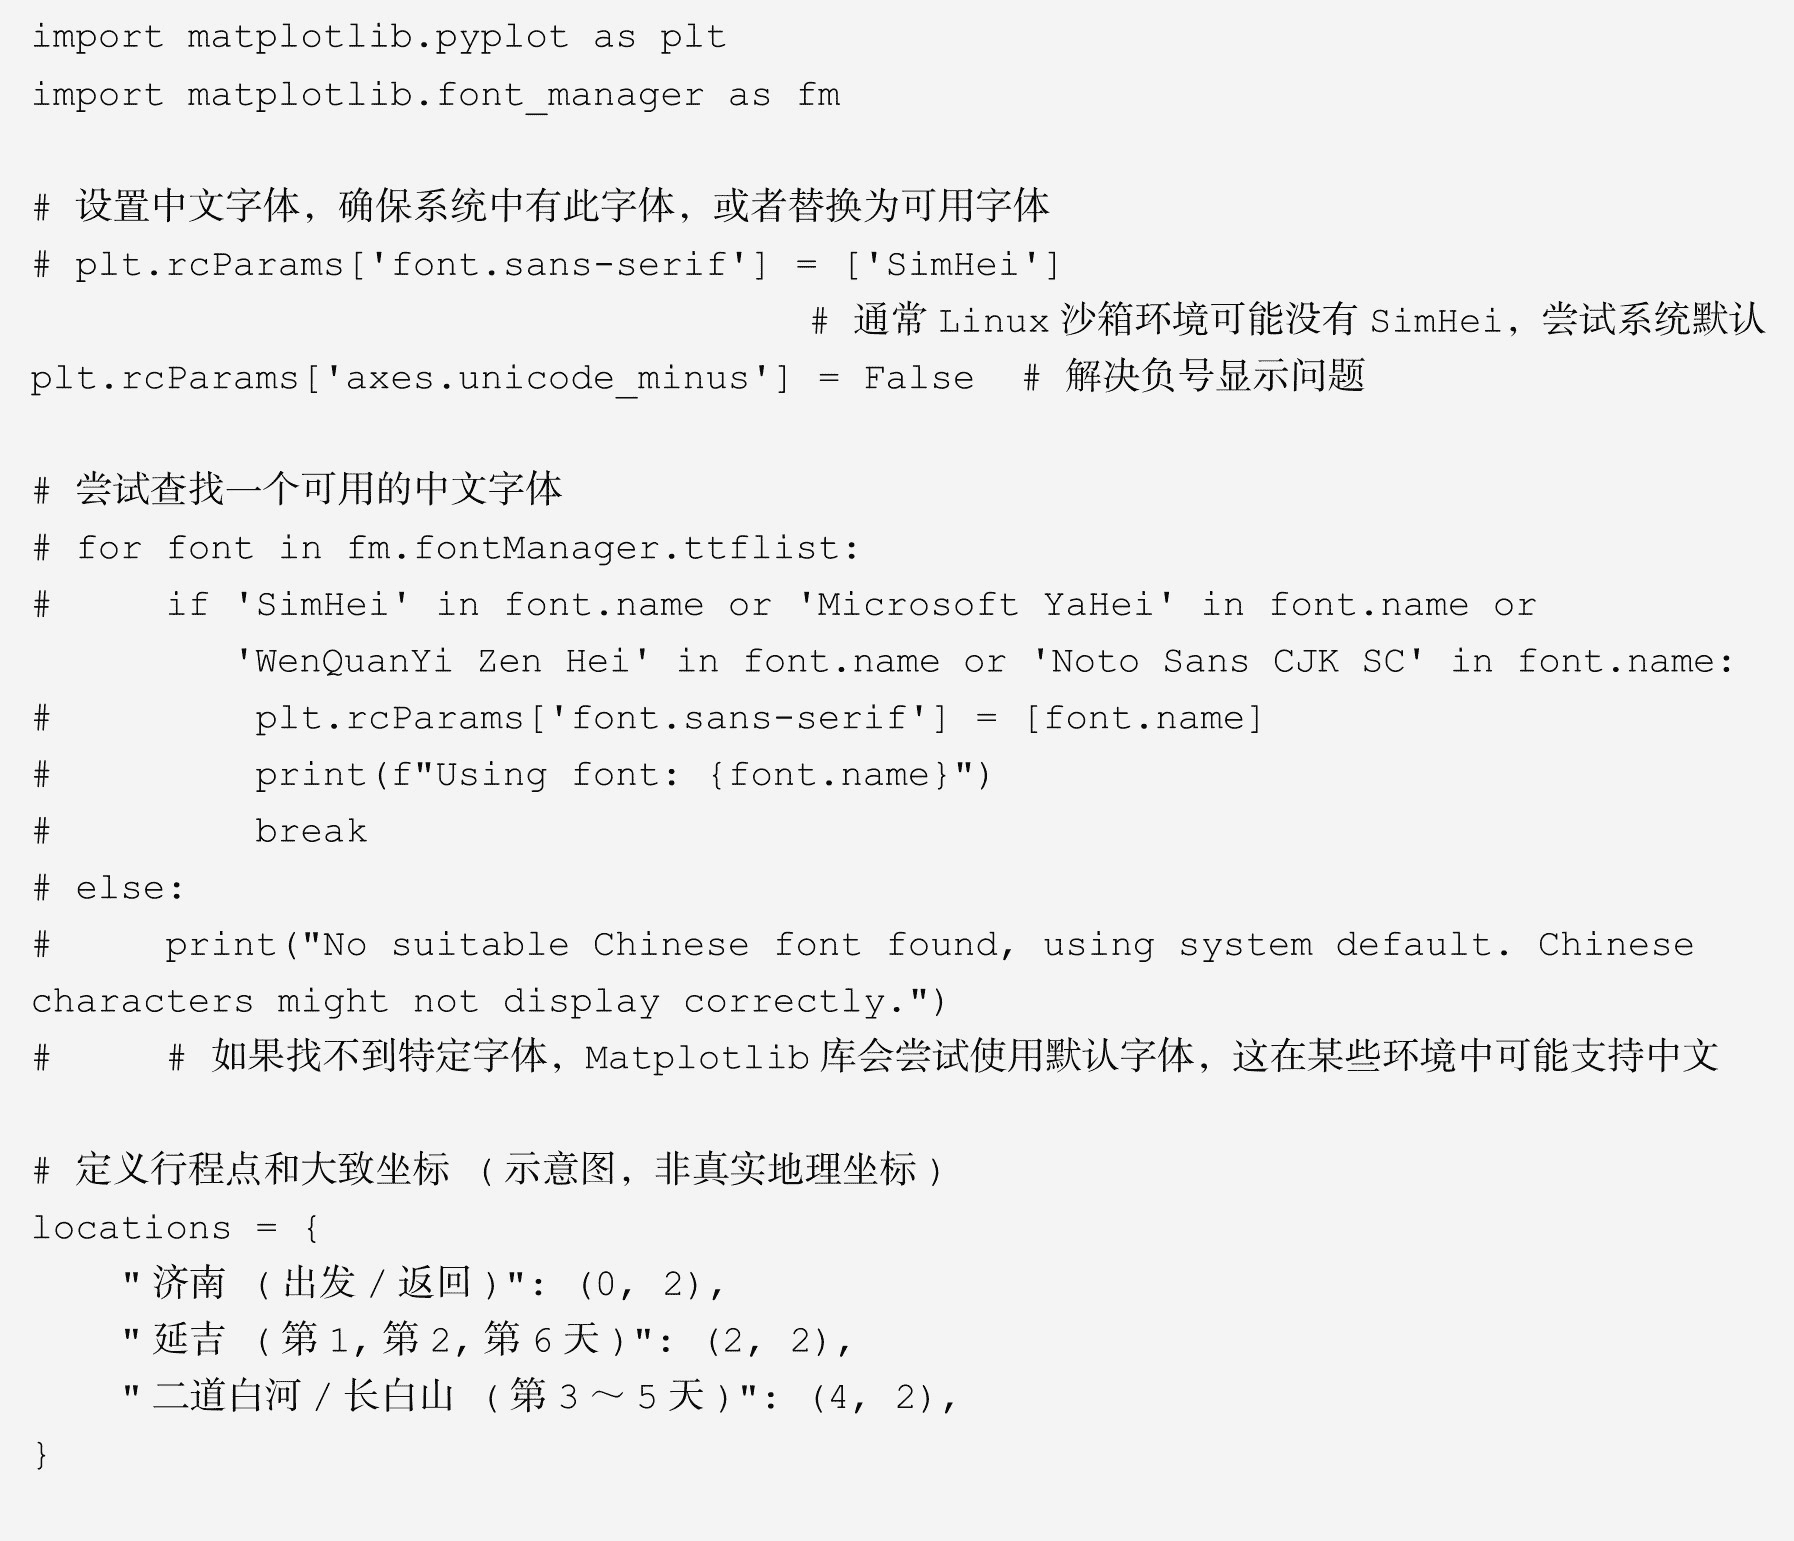 import matplotlib.pyplot as plt
import matplotlib.font_manager as fm
# 设置中文字体，确保系统中有此字体，或者替换为可用字体
# plt.rcParams['font.sans-serif'] = ['SimHei']
# 通常 Linux 沙箱环境可能没有 SimHei，尝试系统默认
plt.rcParams['axes.unicode_minus'] = False  # 解决负号显示问题
# 尝试查找一个可用的中文字体
# for font in fm.fontManager.ttflist:
#     if 'SimHei' in font.name or 'Microsoft YaHei' in font.name or
'WenQuanYi Zen Hei' in font.name or 'Noto Sans CJK SC' in font.name:
#         plt.rcParams['font.sans-serif'] = [font.name]
#         print(f"Using font: {font.name}")
#         break
# else:
#     print("No suitable Chinese font found, using system default. Chinese
characters might not display correctly.")
#     # 如果找不到特定字体，Matplotlib 库会尝试使用默认字体，这在某些环境中可能支持中文
# 定义行程点和大致坐标 (示意图，非真实地理坐标)
locations = {
    "济南 (出发/返回)": (0, 2),
    "延吉 (第1,第2,第6天)": (2, 2),
    "二道白河/长白山 (第3～5天)": (4, 2),
}